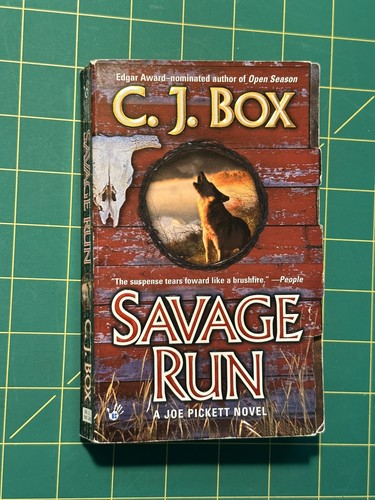 Edgar Award–nominated author of Open Season
C. J. BOX
"The suspense tears toward like a brushfire." —People
SAVAGE
RUN
A JOE PICKETT NOVEL
SAVAGE RUN
C.J. BOX